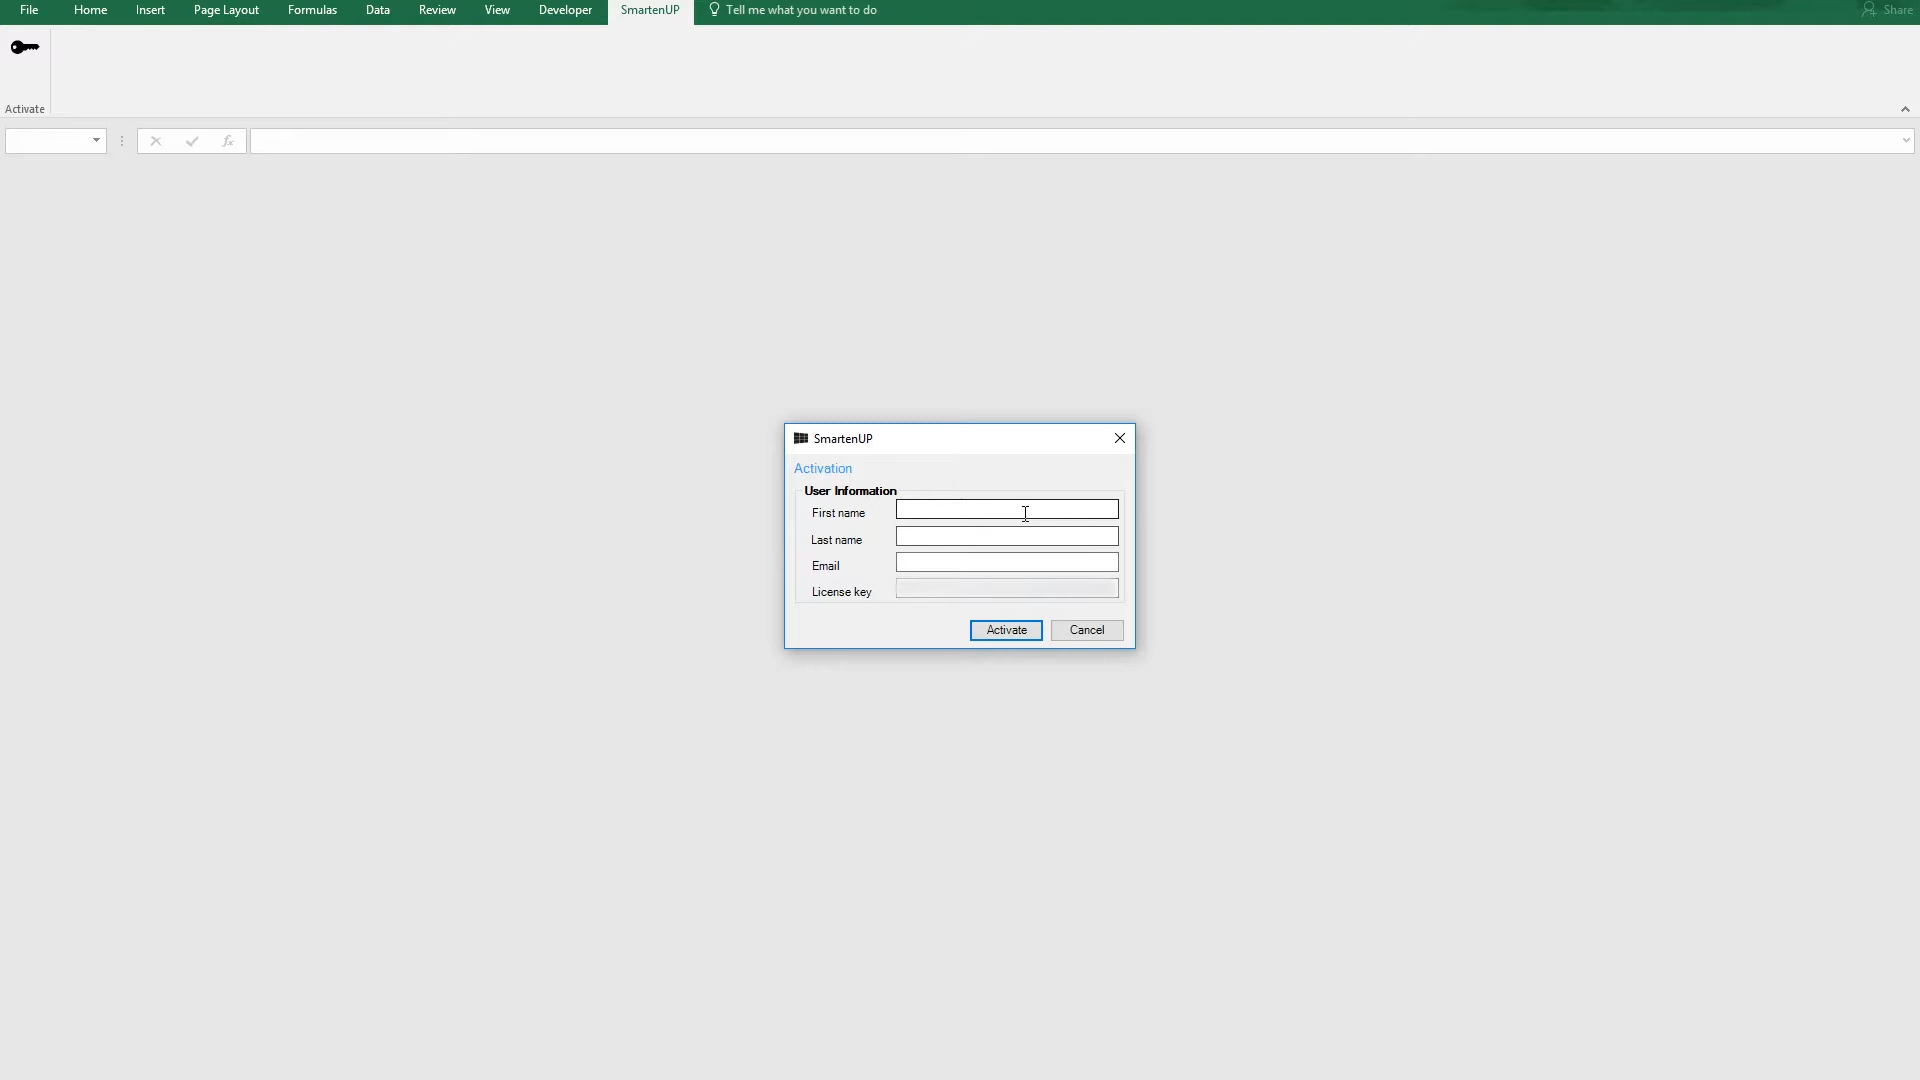 File Home Insert Page Layout Formulas Data Review View Developer SmartenUP Tell me what you want to do Share
Activate
fx
SmartenUP
Activation
User Information
First name
Last name
Email
License key
Activate Cancel